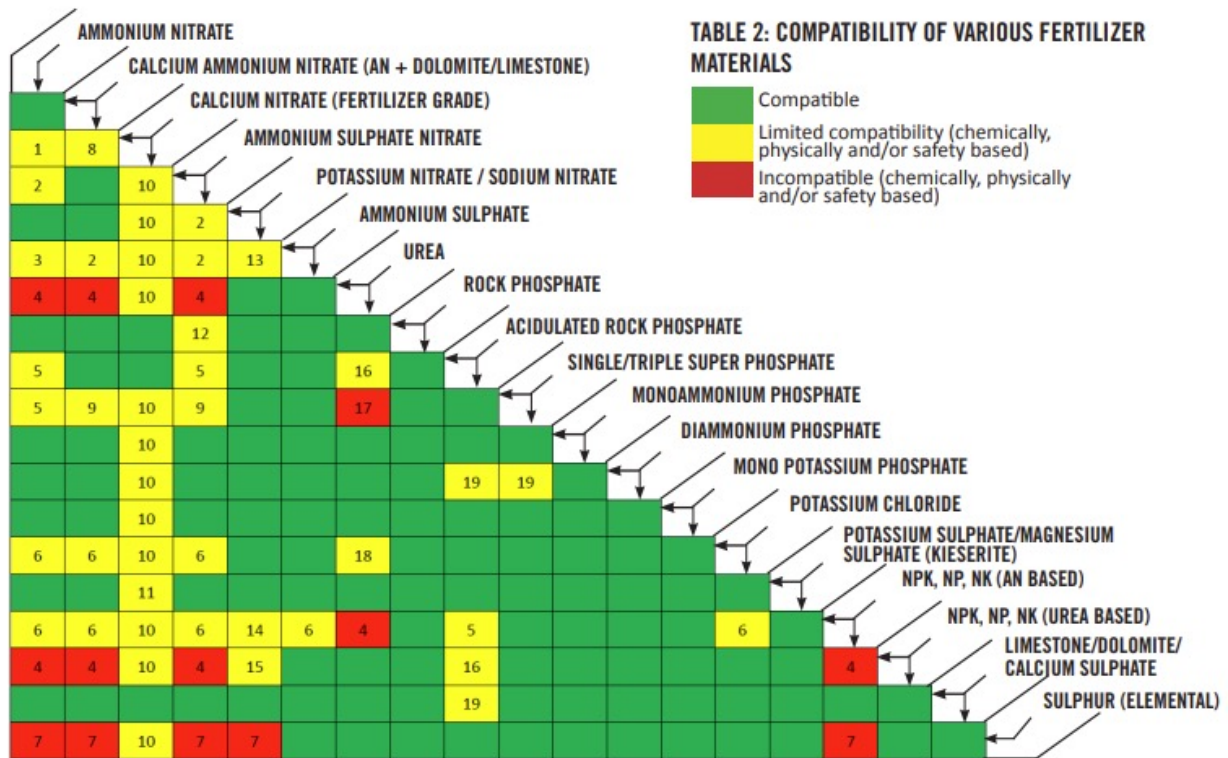 AMMONIUM NITRATE
TABLE 2: COMPATIBILITY OF VARIOUS FERTILIZER
MATERIALS
CALCIUM AMMONIUM NITRATE (AN + DOLOMITE/LIMESTONE)
Compatible
CALCIUM NITRATE (FERTILIZER GRADE)
Limited compatibility (chemically,
physically and/or safety based)
AMMONIUM SULPHATE NITRATE
Incompatible (chemically, physically
and/or safety based)
POTASSIUM NITRATE / SODIUM NITRATE
AMMONIUM SULPHATE
UREA
ROCK PHOSPHATE
ACIDULATED ROCK PHOSPHATE
SINGLE/TRIPLE SUPER PHOSPHATE
MONOAMMONIUM PHOSPHATE
DIAMMONIUM PHOSPHATE
MONO POTASSIUM PHOSPHATE
POTASSIUM CHLORIDE
POTASSIUM SULPHATE/MAGNESIUM
SULPHATE (KIESERITE)
NPK, NP, NK (AN BASED)
NPK, NP, NK (UREA BASED)
LIMESTONE/DOLOMITE/
CALCIUM SULPHATE
SULPHUR (ELEMENTAL)
1 8
2 10
10 2
3 2 10 2 13
4 4 10 4
12
5 5 16
5 9 10 9 17
10
10 19 19
10
6 6 10 6 18
11
6 6 10 6 14 6 4 5 6
4 4 10 4 15 16 4
19
7 7 10 7 7 7